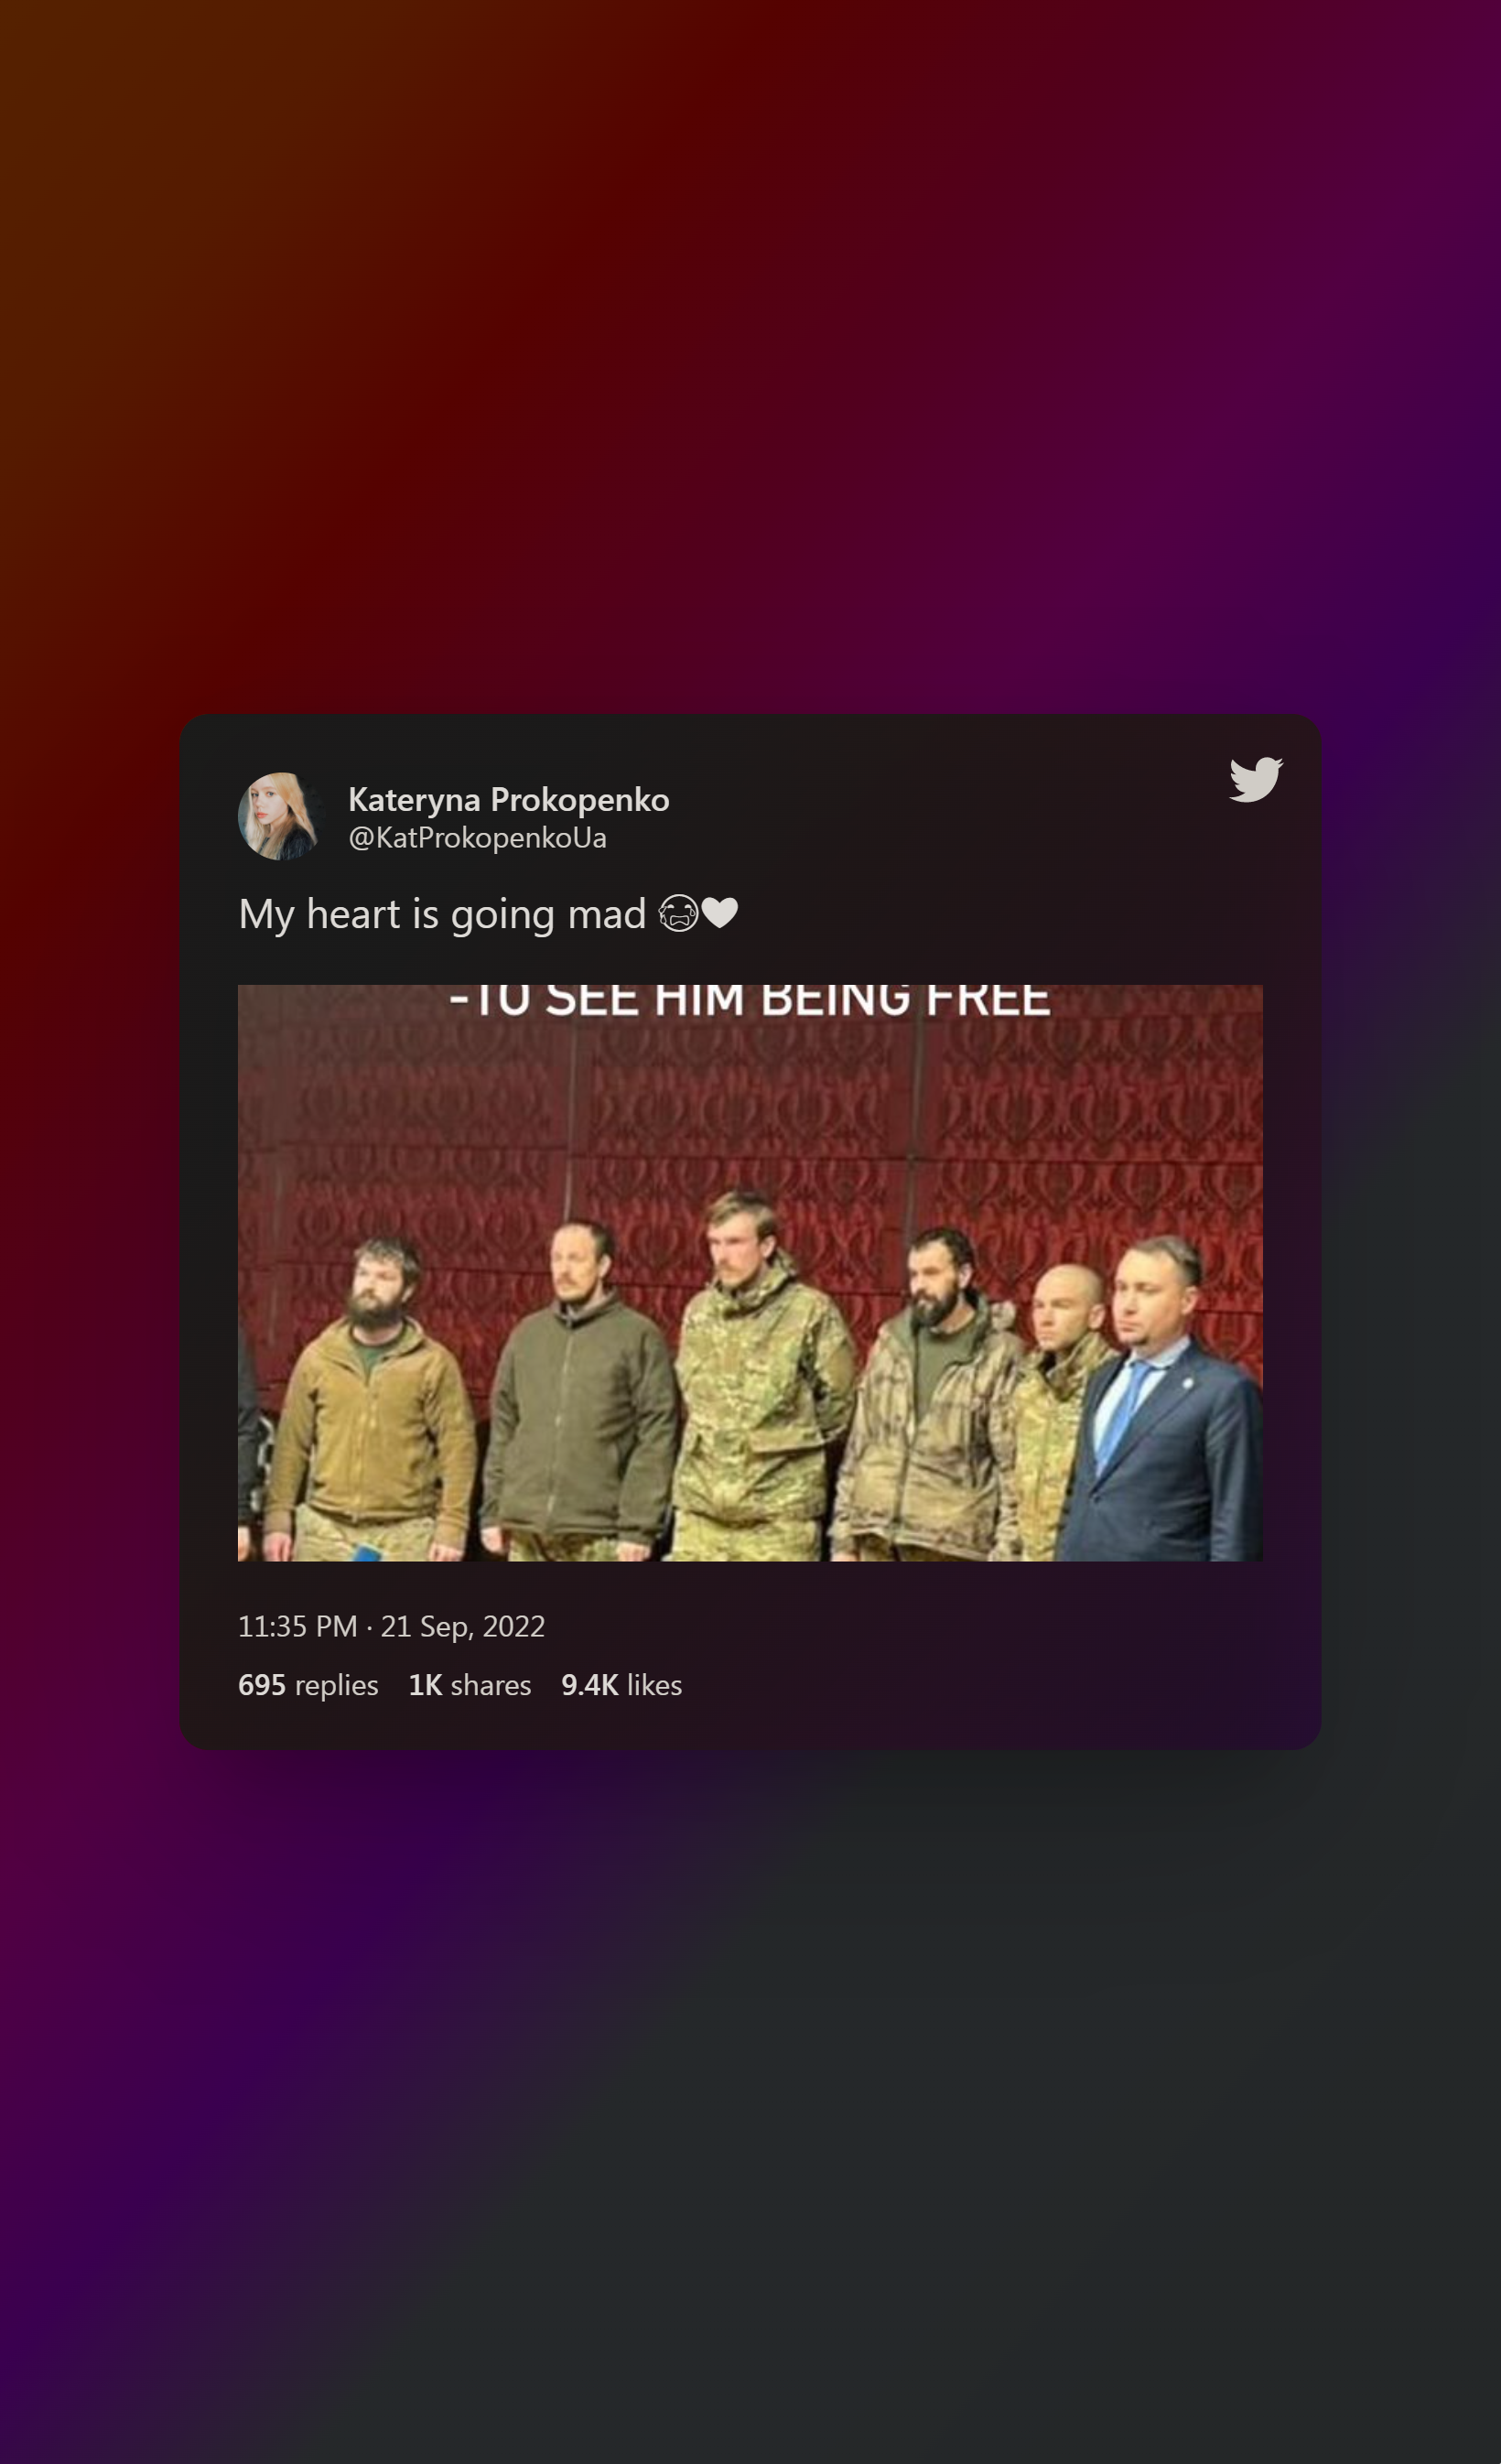 Kateryna Prokopenko
@KatProkopenkoUa
My heart is going mad 😭♥
-TO SEE HIM BEING FREE
11:35 PM · 21 Sep, 2022
695 replies 1K shares 9.4K likes